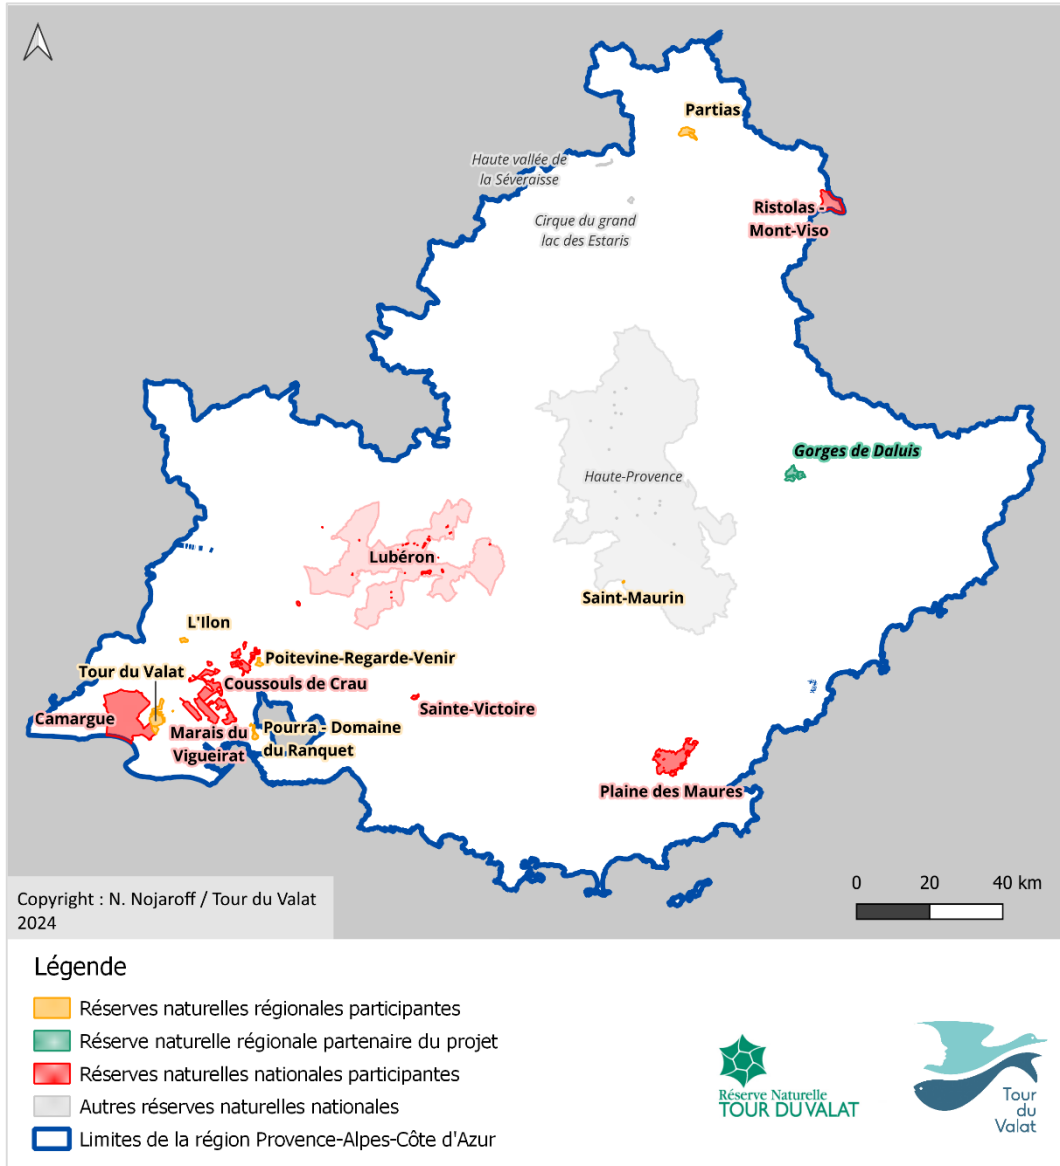 Partias
Haute vallée de
la Séveraisse
Ristolas -
Mont-Viso
Cirque du grand
lac des Estaris
Gorges de Daluis
Haute-Provence
Lubéron
Saint-Maurin
L'Ilon
Poitevine-Regarde-Venir
Tour du Valat
Coussouls de Crau
Camargue
Sainte-Victoire
Marais du
Vigueirat
Pourra - Domaine
du Ranquet
Plaine des Maures
0 20 40 km
Copyright : N. Nojaroff / Tour du Valat
2024
Légende
Réserves naturelles régionales participantes
Réserve naturelle régionale partenaire du projet
Réserves naturelles nationales participantes
Autres réserves naturelles nationales
Limites de la région Provence-Alpes-Côte d'Azur
Réserve Naturelle
TOUR DU VALAT
Tour
du
Valat